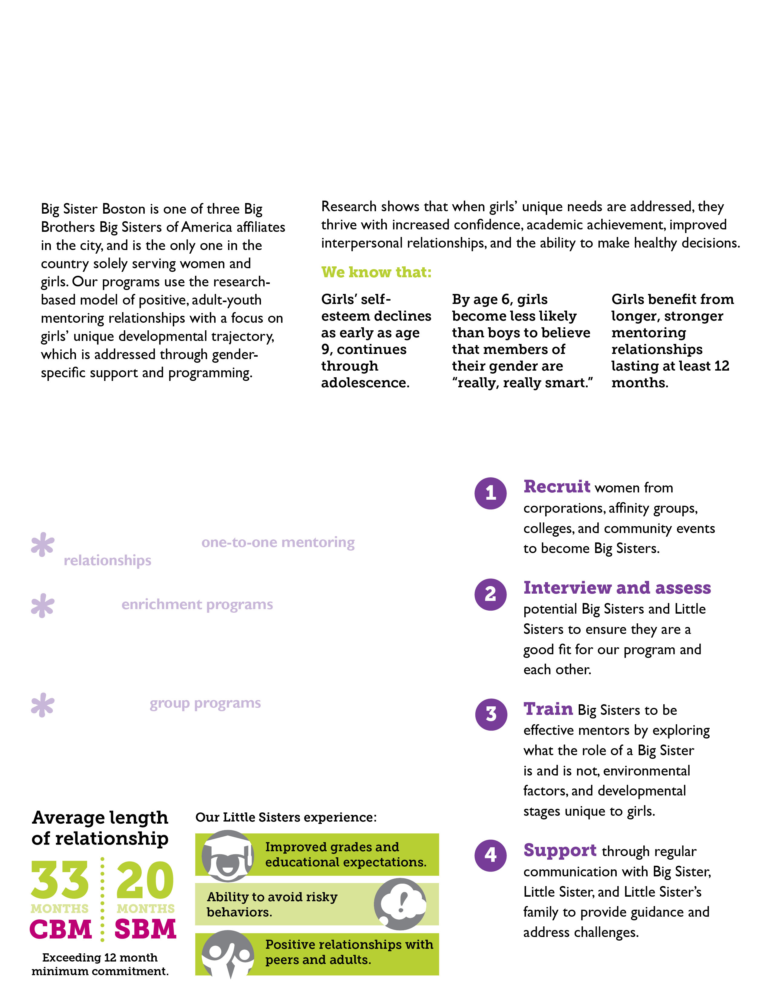 Big Sister Boston is one of three Big
Brothers Big Sisters of America affiliates
in the city, and is the only one in the
country solely serving women and
girls. Our programs use the research-
based model of positive, adult-youth
mentoring relationships with a focus on
girls’ unique developmental trajectory,
which is addressed through gender-
specific support and programming.
Research shows that when girls’ unique needs are addressed, they
thrive with increased confidence, academic achievement, improved
interpersonal relationships, and the ability to make healthy decisions.
We know that:
Girls’ self-
esteem declines
as early as age
9, continues
through
adolescence.
By age 6, girls
become less likely
than boys to believe
that members of
their gender are
“really, really smart.”
Girls benefit from
longer, stronger
mentoring
relationships
lasting at least 12
months.
* one-to-one mentoring
relationships
* enrichment programs
* group programs
Average length
of relationship
33
MONTHS
CBM
20
MONTHS
SBM
Exceeding 12 month
minimum commitment.
Our Little Sisters experience:
Improved grades and
educational expectations.
Ability to avoid risky
behaviors.
!
Positive relationships with
peers and adults.
1 Recruit women from
corporations, affinity groups,
colleges, and community events
to become Big Sisters.
2 Interview and assess
potential Big Sisters and Little
Sisters to ensure they are a
good fit for our program and
each other.
3 Train Big Sisters to be
effective mentors by exploring
what the role of a Big Sister
is and is not, environmental
factors, and developmental
stages unique to girls.
4 Support through regular
communication with Big Sister,
Little Sister, and Little Sister’s
family to provide guidance and
address challenges.